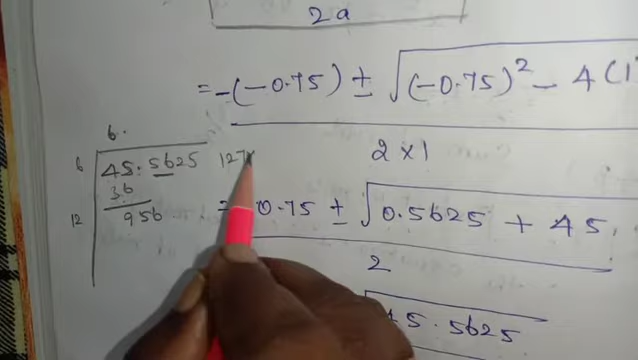 2a
= -(-0.75) ± √(-0.75)² - 4(1
2×1
= 0.75 ± √0.5625 + 45
2
45.5625
6.
6 45.5625 127
36
12 956